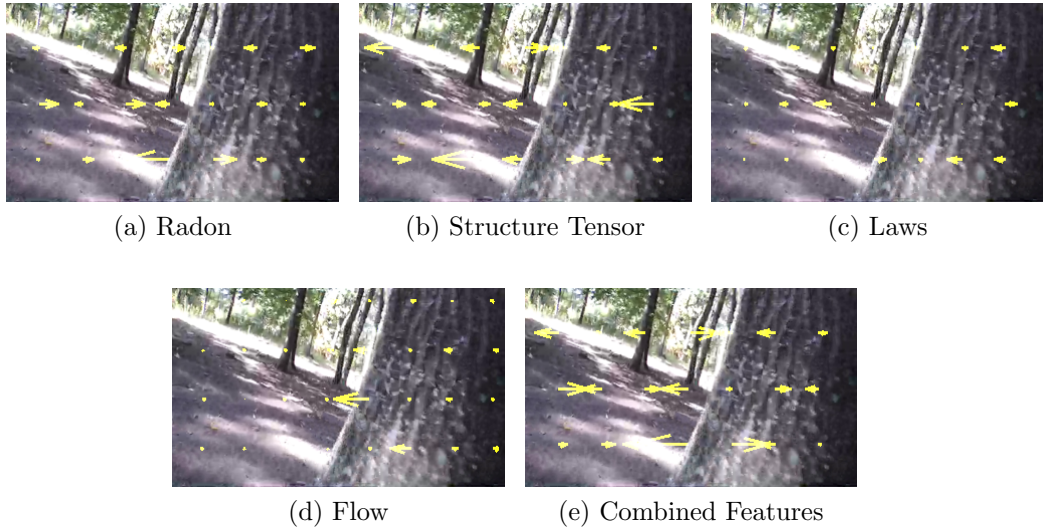 (a) Radon
(b) Structure Tensor
(c) Laws
(d) Flow
(e) Combined Features